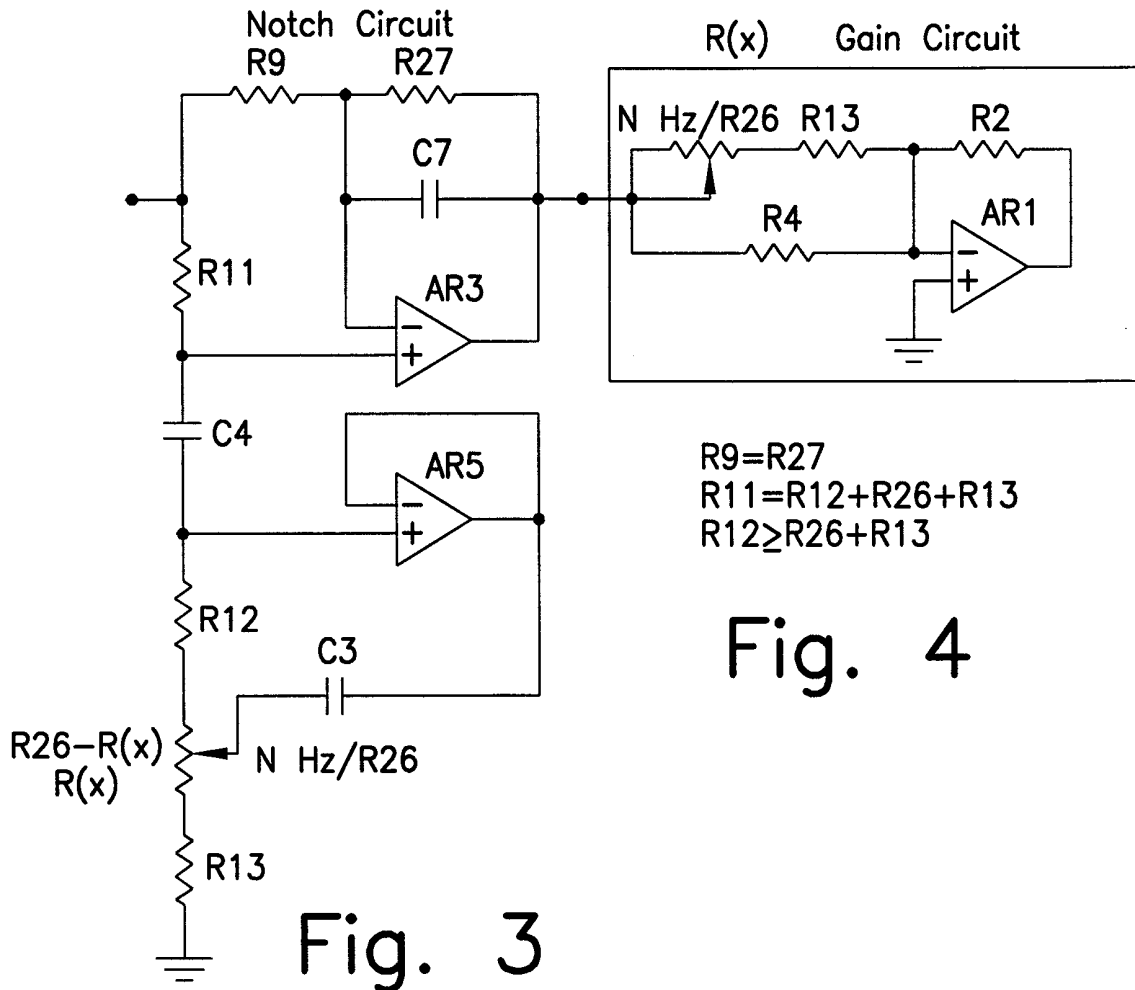 Notch Circuit
R9
R27
C7
R11
AR3
C4
AR5
R12
C3
R26-R(x)
R(x)
N Hz/R26
R13
Fig. 3
R(x) Gain Circuit
N Hz/R26
R13
R2
R4
AR1
R9=R27
R11=R12+R26+R13
R12≥R26+R13
Fig. 4